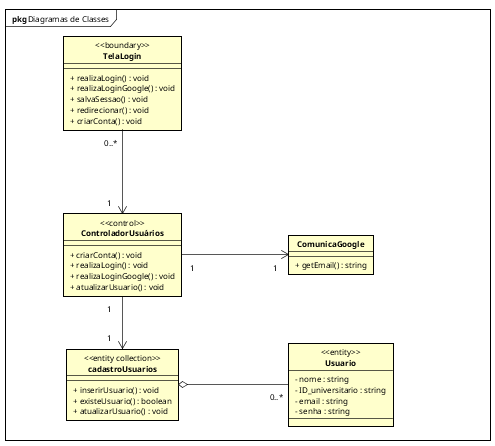 pkg Diagramas de Classes
<<boundary>>
TelaLogin
+ realizaLogin() : void
+ realizaLoginGoogle() : void
+ salvaSessao() : void
+ redirecionar() : void
+ criarConta() : void
0..*
1
<<control>>
ControladorUsuários
+ criarConta() : void
+ realizaLogin() : void
+ realizaLoginGoogle() : void
+ atualizarUsuario() : void
1
1
ComunicaGoogle
+ getEmail() : string
1
1
<<entity collection>>
cadastroUsuarios
+ inserirUsuario() : void
+ existeUsuario() : boolean
+ atualizarUsuario() : void
0..*
<<entity>>
Usuario
- nome : string
- ID_universitario : string
- email : string
- senha : string